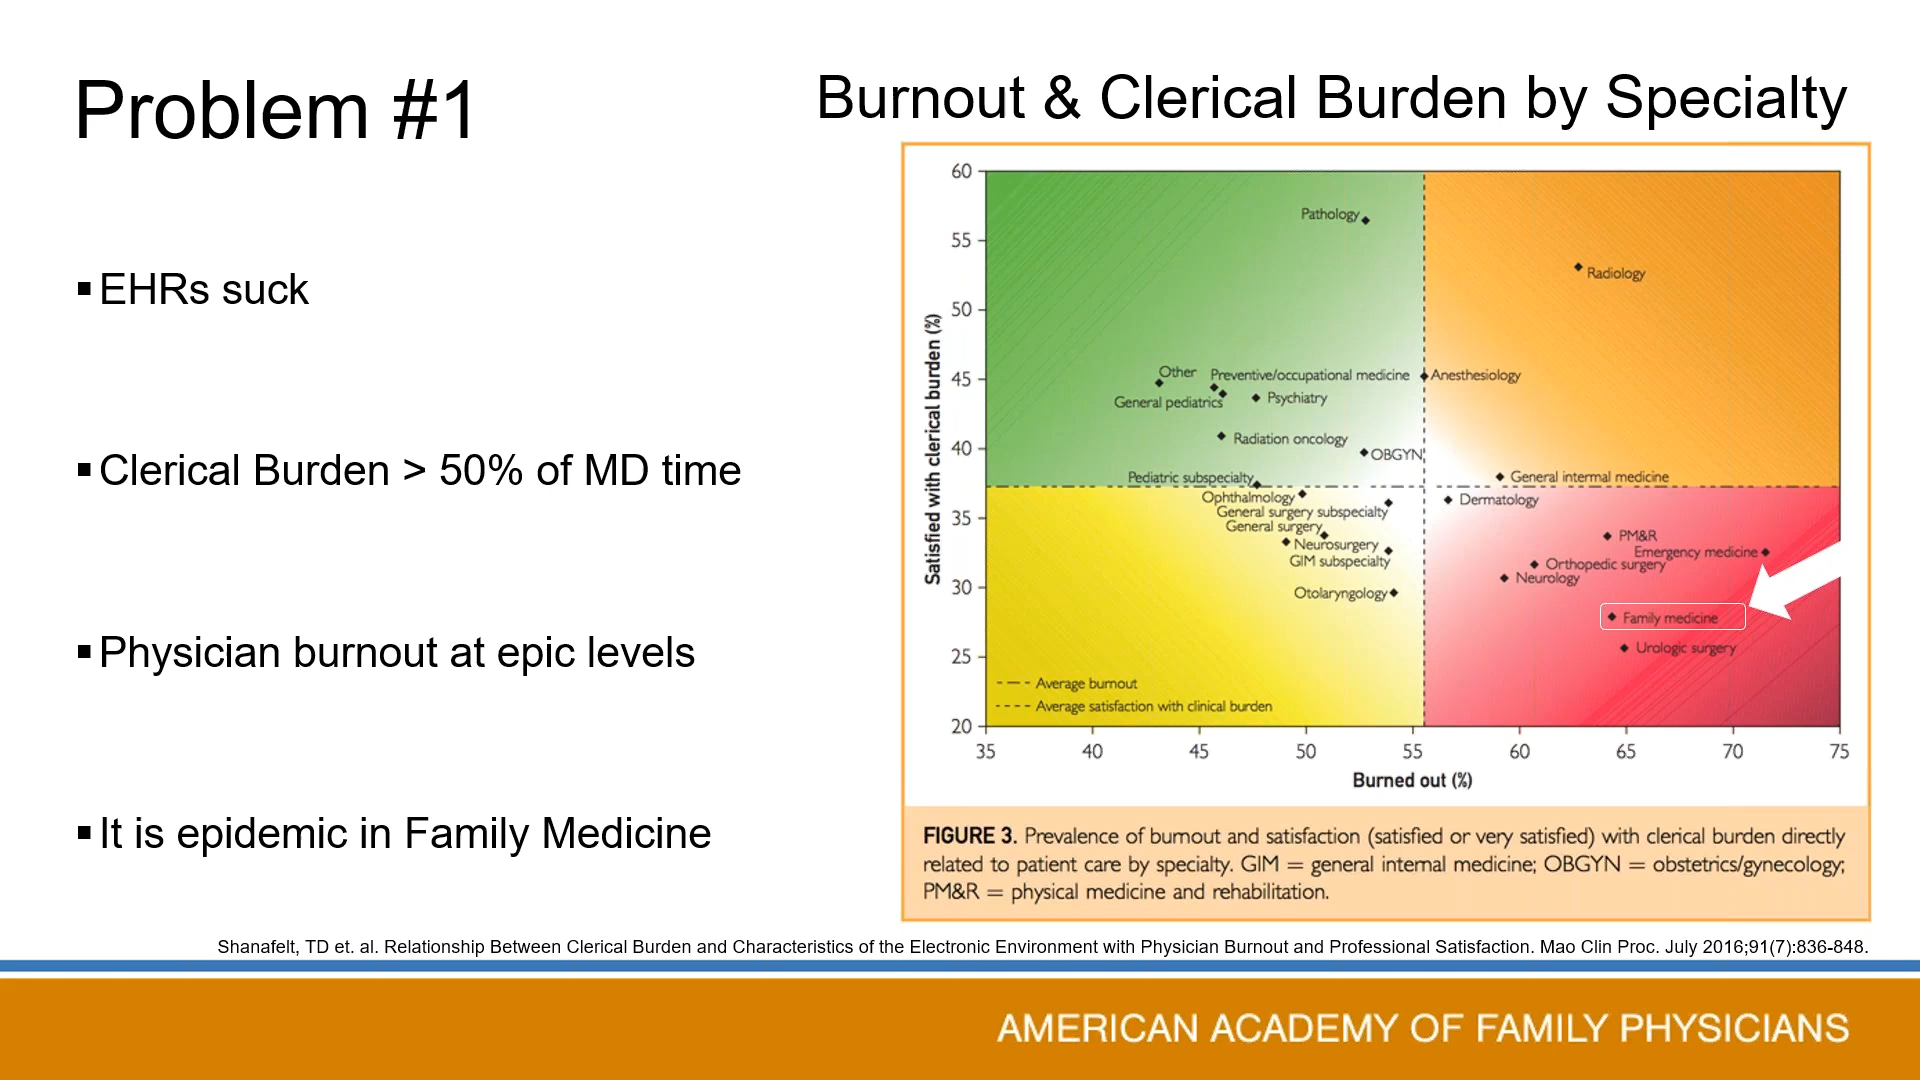 Problem #1
Burnout & Clerical Burden by Specialty
▪ EHRs suck
▪ Clerical Burden > 50% of MD time
▪ Physician burnout at epic levels
▪ It is epidemic in Family Medicine
Satisfied with clerical burden (%)
60
55
50
45
40
35
30
25
20
Pathology
Radiology
Other
Preventive/occupational medicine
Anesthesiology
General pediatrics
Psychiatry
Radiation oncology
OBGYN
Pediatric subspecialty
General internal medicine
Ophthalmology
Dermatology
General surgery subspecialty
General surgery
PM&R
Neurosurgery
Emergency medicine
GIM subspecialty
Orthopedic surgery
Neurology
Otolaryngology
Family medicine
Urologic surgery
Average burnout
Average satisfaction with clinical burden
35 40 45 50 55 60 65 70 75
Burned out (%)
FIGURE 3. Prevalence of burnout and satisfaction (satisfied or very satisfied) with clerical burden directly
related to patient care by specialty. GIM = general internal medicine; OBGYN = obstetrics/gynecology;
PM&R = physical medicine and rehabilitation.
Shanafelt, TD et. al. Relationship Between Clerical Burden and Characteristics of the Electronic Environment with Physician Burnout and Professional Satisfaction. Mao Clin Proc. July 2016;91(7):836-848.
AMERICAN ACADEMY OF FAMILY PHYSICIANS